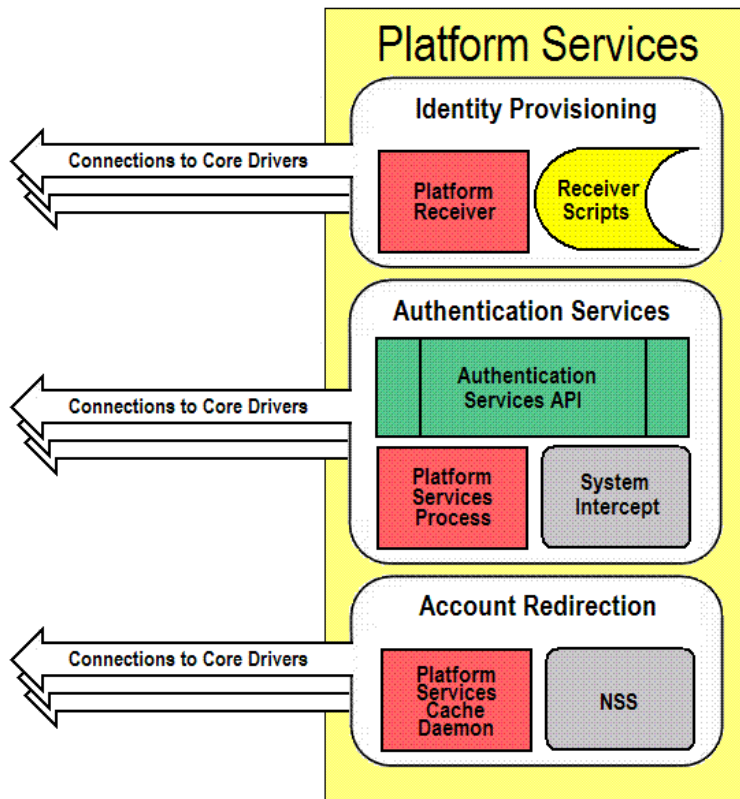 Platform Services
Identity Provisioning
Connections to Core Drivers
Platform
Receiver
Receiver
Scripts
Authentication Services
Connections to Core Drivers
Authentication
Services API
Platform
Services
Process
System
Intercept
Account Redirection
Connections to Core Drivers
Platform
Services
Cache
Daemon
NSS